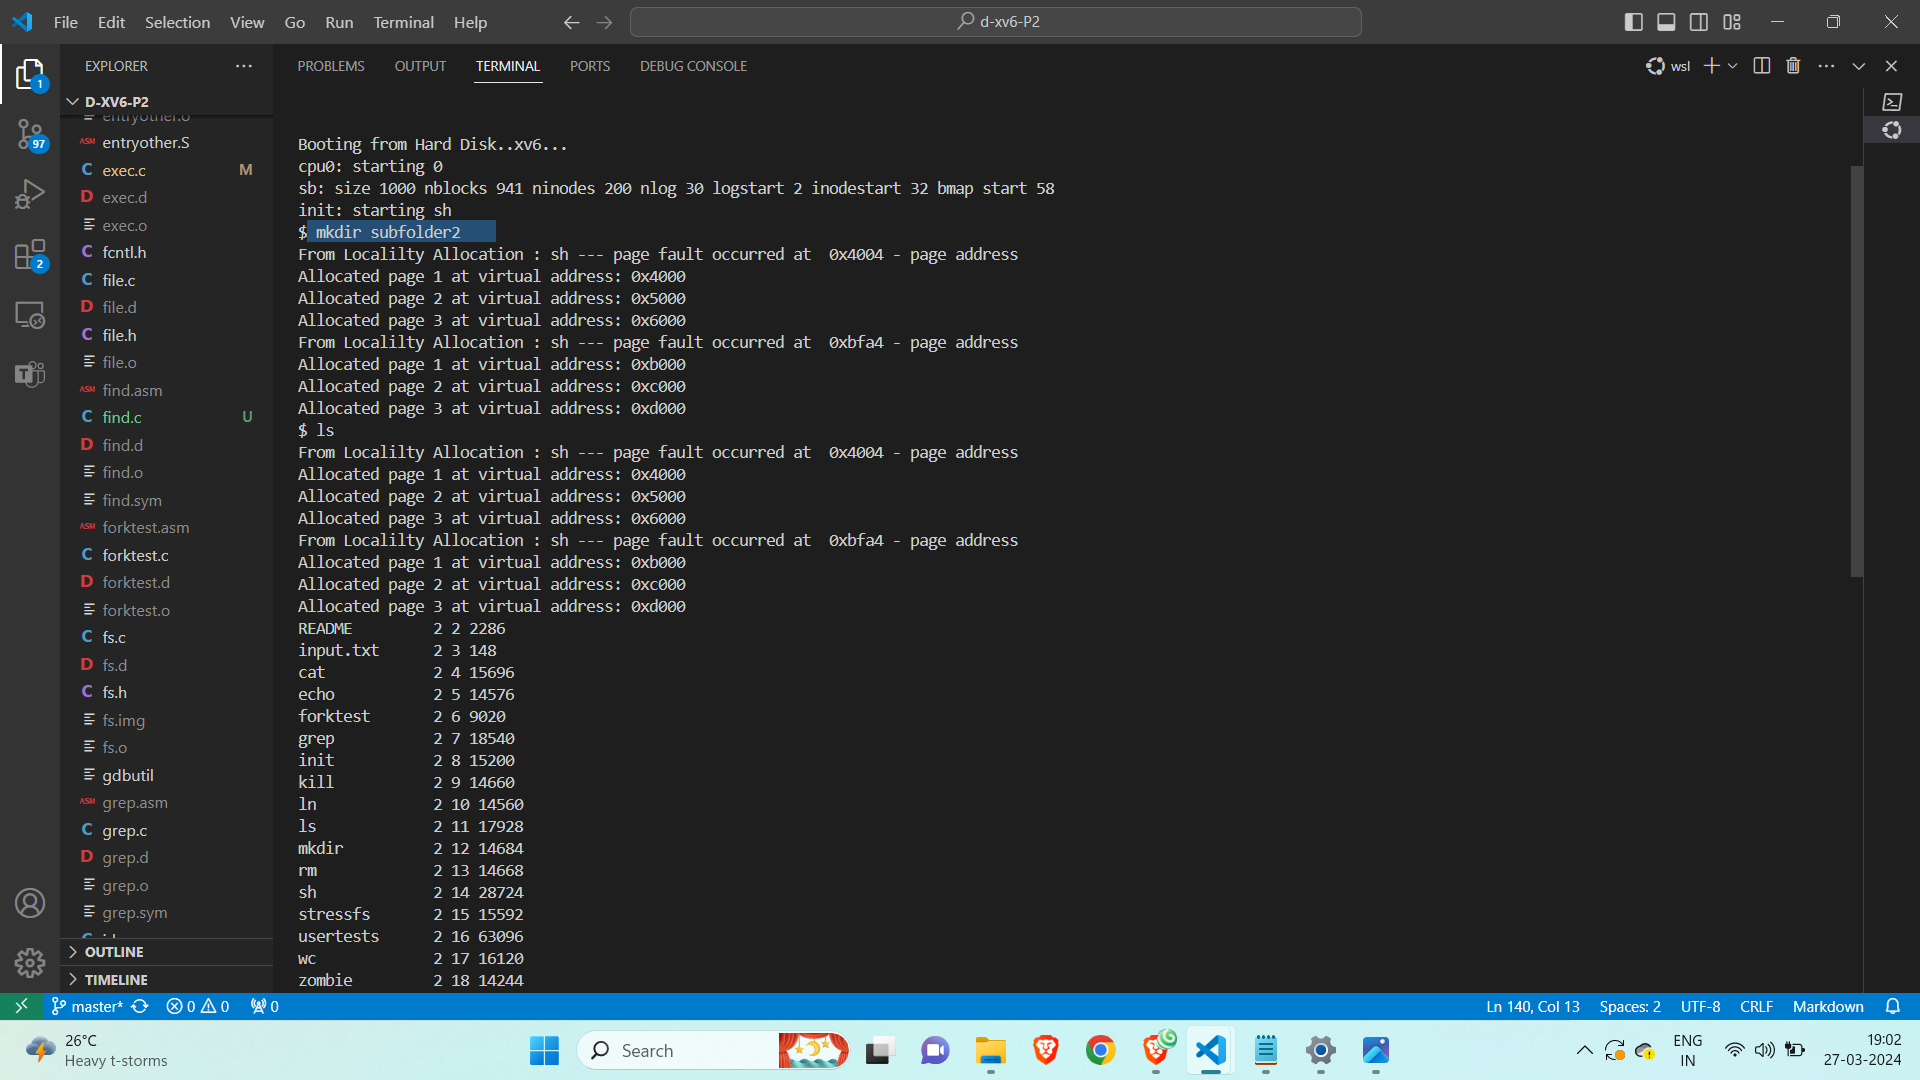 File Edit Selection View Go Run Terminal Help
d-xv6-P2
EXPLORER
PROBLEMS OUTPUT TERMINAL PORTS DEBUG CONSOLE
wsl
1
97
2
D-XV6-P2
entryother.o
ASM entryother.S
C exec.c M
D exec.d
exec.o
C fcntl.h
C file.c
D file.d
C file.h
file.o
ASM find.asm
C find.c U
D find.d
find.o
find.sym
ASM forktest.asm
C forktest.c
D forktest.d
forktest.o
C fs.c
D fs.d
C fs.h
fs.img
fs.o
gdbutil
ASM grep.asm
C grep.c
D grep.d
grep.o
grep.sym
OUTLINE
TIMELINE
Booting from Hard Disk..xv6...
cpu0: starting 0
sb: size 1000 nblocks 941 ninodes 200 nlog 30 logstart 2 inodestart 32 bmap start 58
init: starting sh
$ mkdir subfolder2
From Localilty Allocation : sh --- page fault occurred at  0x4004 - page address
Allocated page 1 at virtual address: 0x4000
Allocated page 2 at virtual address: 0x5000
Allocated page 3 at virtual address: 0x6000
From Localilty Allocation : sh --- page fault occurred at  0xbfa4 - page address
Allocated page 1 at virtual address: 0xb000
Allocated page 2 at virtual address: 0xc000
Allocated page 3 at virtual address: 0xd000
$ ls
From Localilty Allocation : sh --- page fault occurred at  0x4004 - page address
Allocated page 1 at virtual address: 0x4000
Allocated page 2 at virtual address: 0x5000
Allocated page 3 at virtual address: 0x6000
From Localilty Allocation : sh --- page fault occurred at  0xbfa4 - page address
Allocated page 1 at virtual address: 0xb000
Allocated page 2 at virtual address: 0xc000
Allocated page 3 at virtual address: 0xd000
README 2 2 2286
input.txt 2 3 148
cat 2 4 15696
echo 2 5 14576
forktest 2 6 9020
grep 2 7 18540
init 2 8 15200
kill 2 9 14660
ln 2 10 14560
ls 2 11 17928
mkdir 2 12 14684
rm 2 13 14668
sh 2 14 28724
stressfs 2 15 15592
usertests 2 16 63096
wc 2 17 16120
zombie 2 18 14244
master* 0 0 0 Ln 140, Col 13 Spaces: 2 UTF-8 CRLF Markdown
26°C
Heavy t-storms
Search
ENG
IN
19:02
27-03-2024